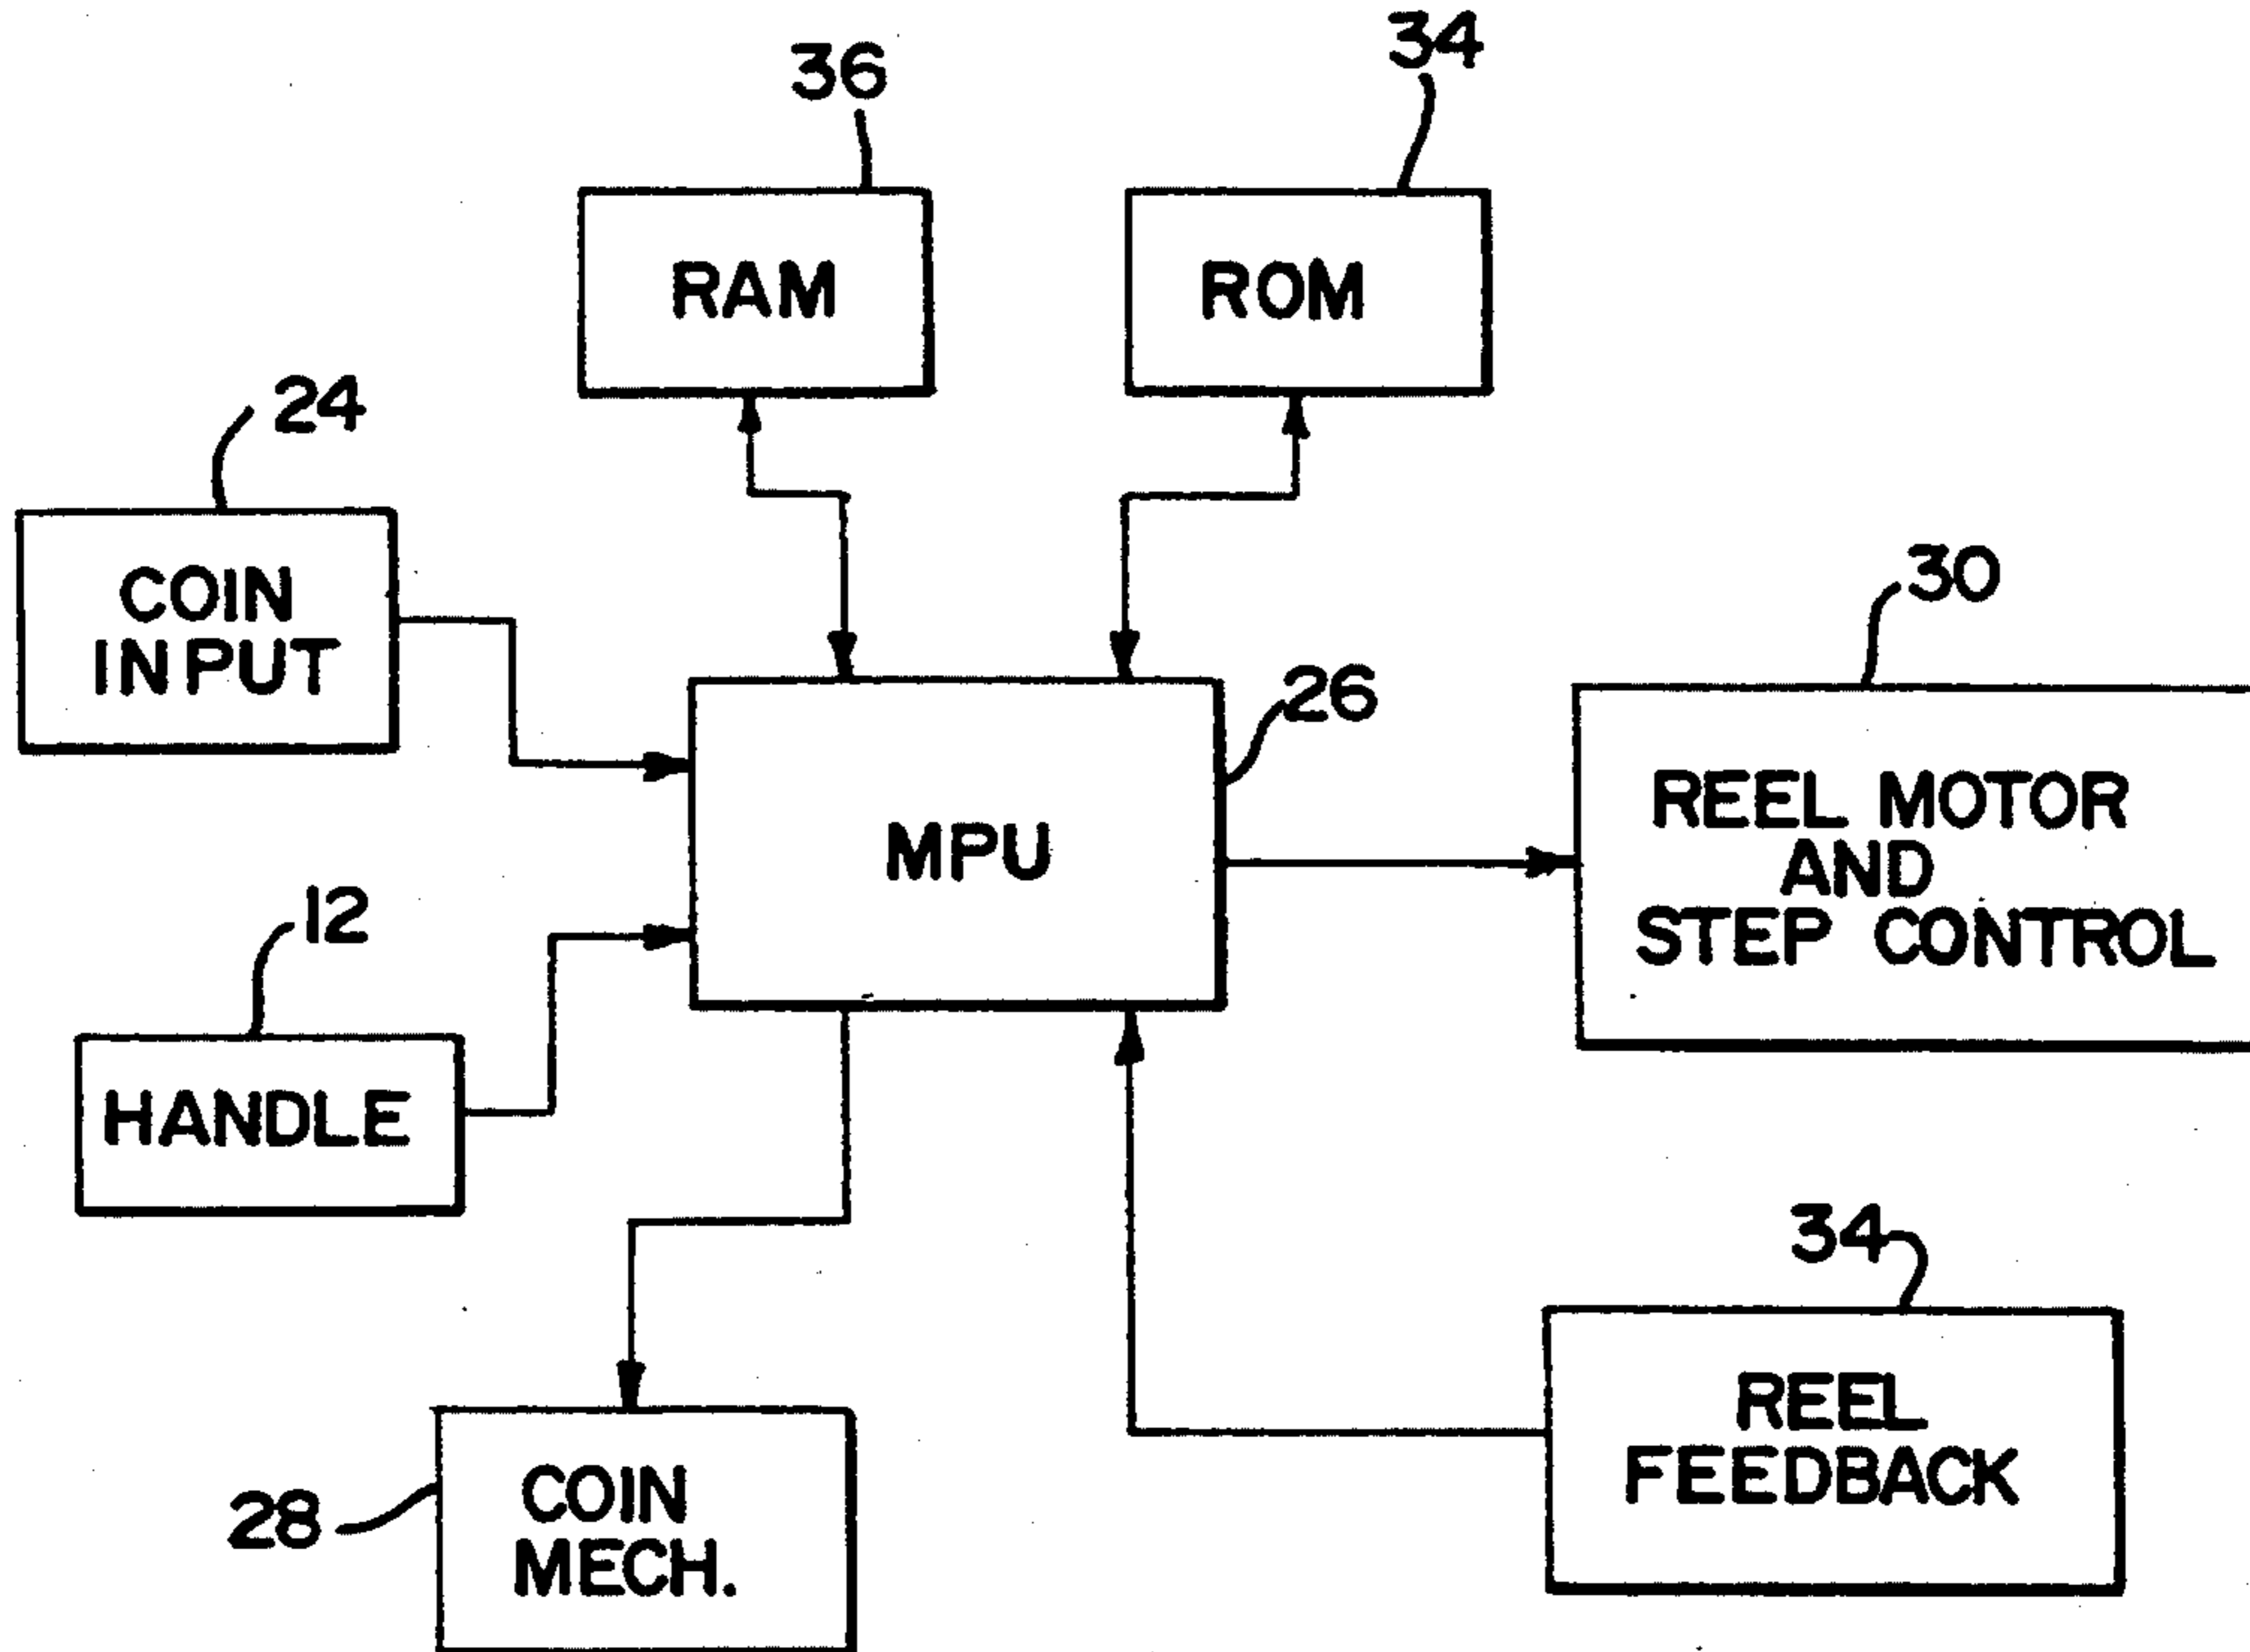 36
34
RAM
ROM
24
COIN
INPUT
30
26
MPU
REEL MOTOR
AND
STEP CONTROL
12
HANDLE
34
REEL
FEEDBACK
28
COIN
MECH.